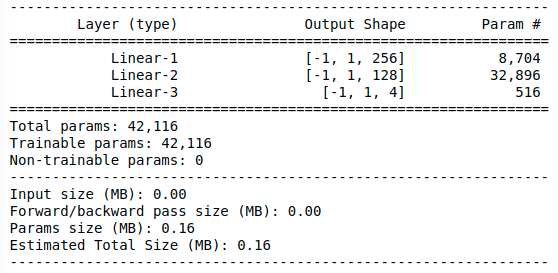 ----------------------------------------------------------------
Layer (type) Output Shape Param #
================================================================
Linear-1 [-1, 1, 256] 8,704
Linear-2 [-1, 1, 128] 32,896
Linear-3 [-1, 1, 4] 516
================================================================
Total params: 42,116
Trainable params: 42,116
Non-trainable params: 0
----------------------------------------------------------------
Input size (MB): 0.00
Forward/backward pass size (MB): 0.00
Params size (MB): 0.16
Estimated Total Size (MB): 0.16
----------------------------------------------------------------